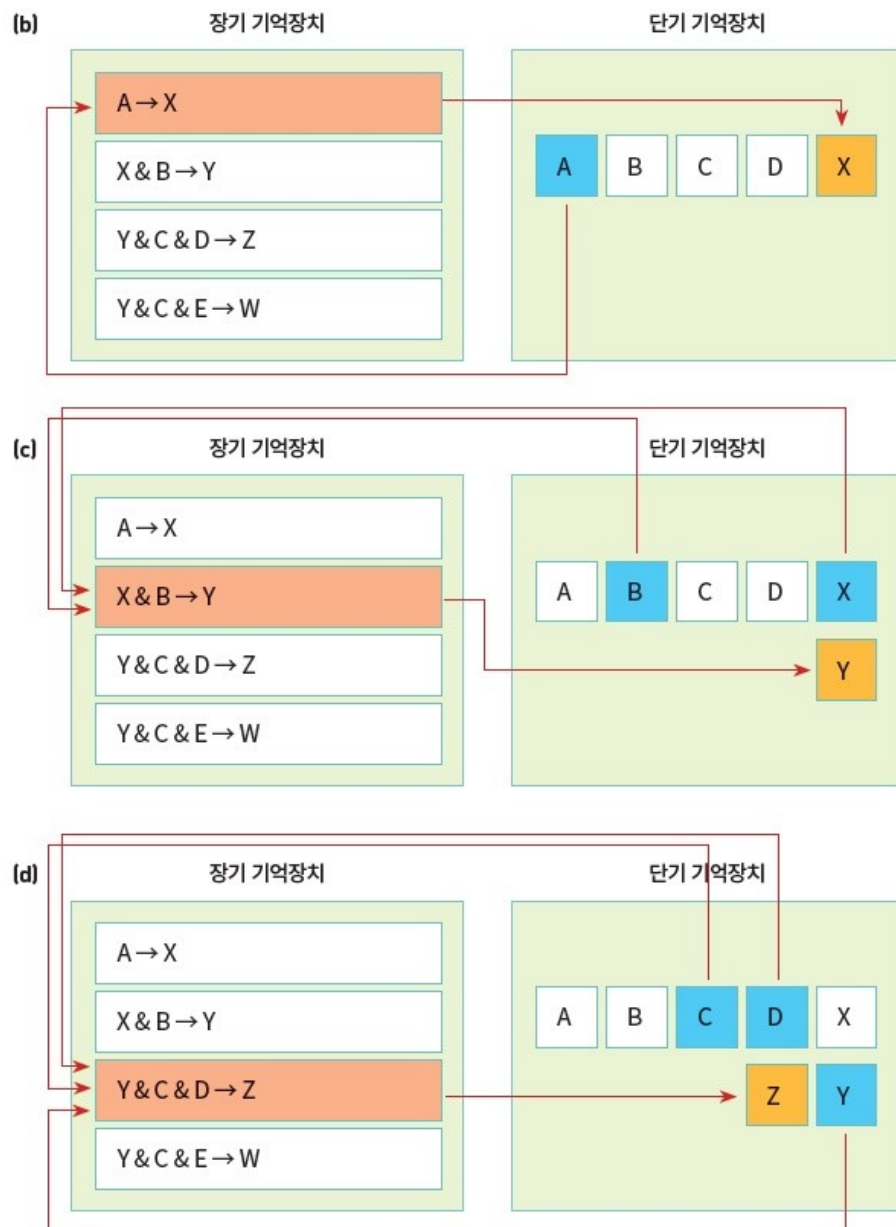 (b)
장기 기억장치
단기 기억장치
A → X
X & B → Y
Y & C & D → Z
Y & C & E → W
A B C D X
(c)
장기 기억장치
단기 기억장치
A → X
X & B → Y
Y & C & D → Z
Y & C & E → W
A B C D X
Y
(d)
장기 기억장치
단기 기억장치
A → X
X & B → Y
Y & C & D → Z
Y & C & E → W
A B C D X
Z Y